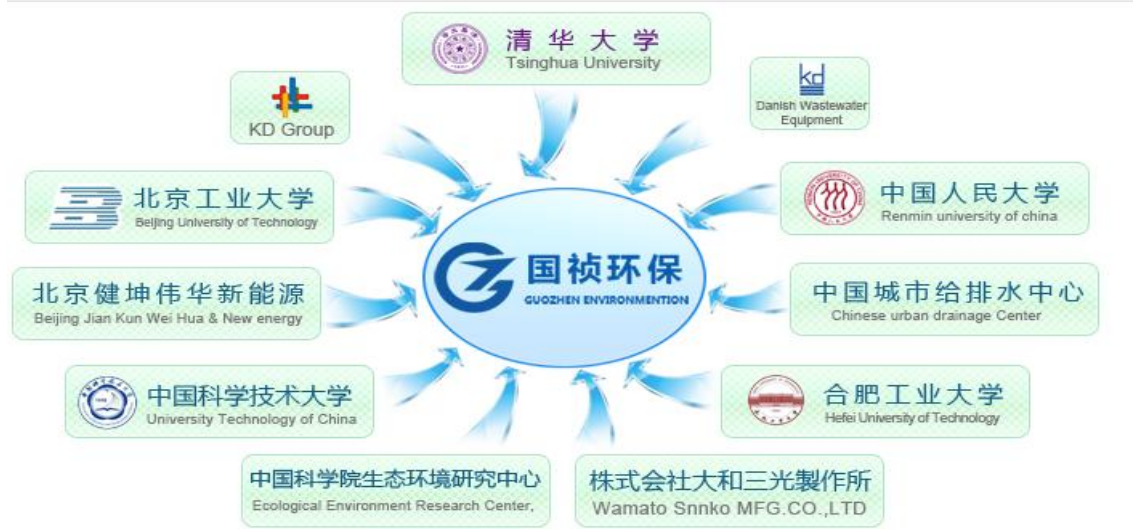 清华大学
Tsinghua University
KD Group
kd
Danish Wastewater
Equipment
北京工业大学
Beijing University of Technology
中国人民大学
Renmin university of china
国祯环保
GUOZHEN ENVIRONMENTION
北京健坤伟华新能源
Beijing Jian Kun Wei Hua & New energy
中国城市给排水中心
Chinese urban drainage Center
中国科学技术大学
University Technology of China
合肥工业大学
Hefei University of Technology
中国科学院生态环境研究中心
Ecological Environment Research Center,
株式会社大和三光製作所
Wamato Snnko MFG.CO.,LTD